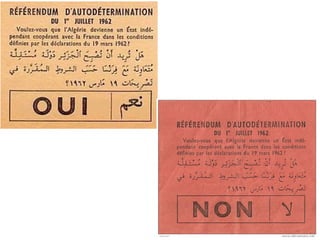 RÉFÉRENDUM D'AUTODÉTERMINATION
DU 1er JUILLET 1962
Voulez-vous que l'Algérie devienne un État indé-
pendant coopérant avec la France dans les conditions
définies par les déclarations du 19 mars 1962?
هل تريد أن تصبح الجزائر دولة مستقلة
متعاونة مع فرنسا حسب الشروط المقررة في
تصريحات ١٩ مارس ١٩٦٢؟
OUI نعم
RÉFÉRENDUM D'AUTODÉTERMINATION
DU 1er JUILLET 1962
Voulez-vous que l'Algérie devienne un État indé-
pendant coopérant avec la France dans les conditions
définies par les déclarations du 19 mars 1962?
هل تريد أن تصبح الجزائر دولة مستقلة
متعاونة مع فرنسا حسب الشروط المقررة في
تصريحات ١٩ مارس ١٩٦٢؟
NON لا